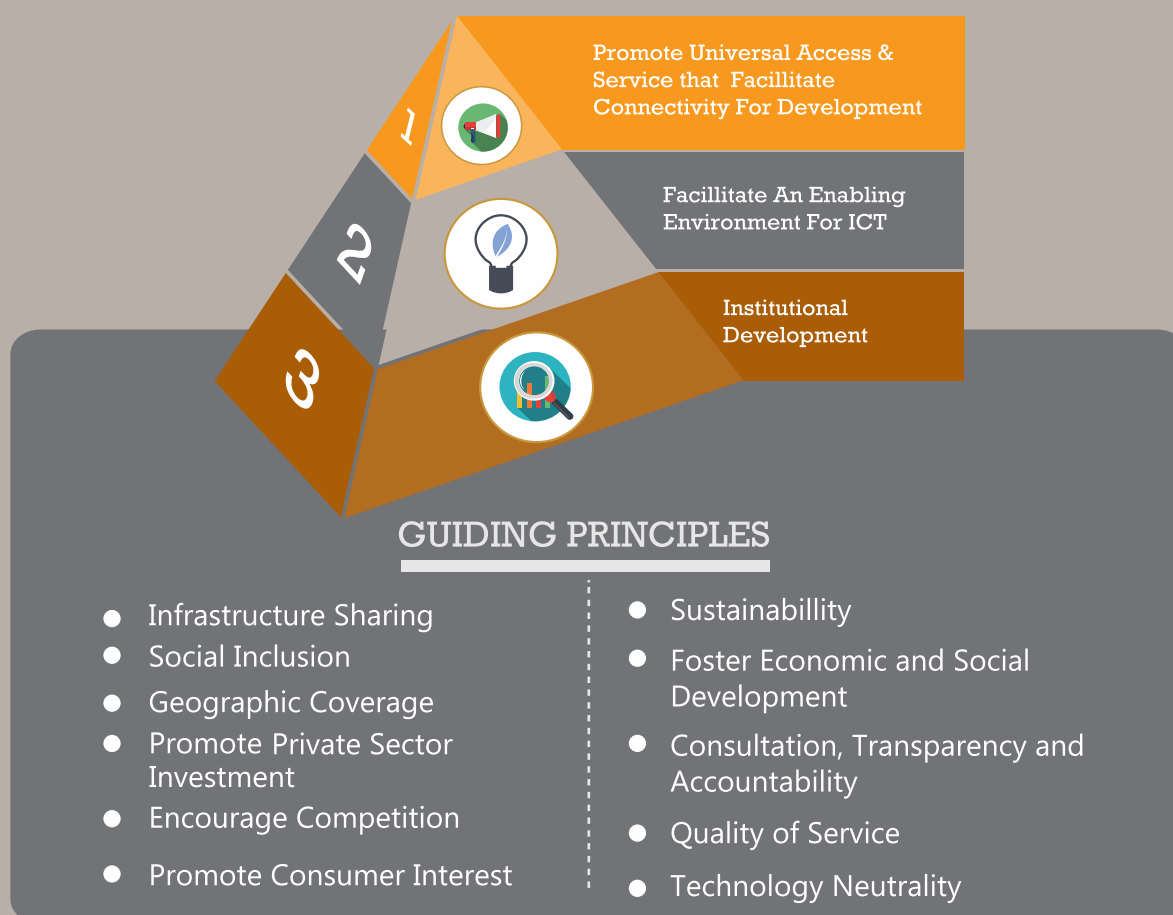 1
Promote Universal Access &
Service that Facillitate
Connectivity For Development
2
Facillitate An Enabling
Environment For ICT
3
Institutional
Development
GUIDING PRINCIPLES
Infrastructure Sharing
Social Inclusion
Geographic Coverage
Promote Private Sector
Investment
Encourage Competition
Promote Consumer Interest
Sustainabillity
Foster Economic and Social
Development
Consultation, Transparency and
Accountability
Quality of Service
Technology Neutrality